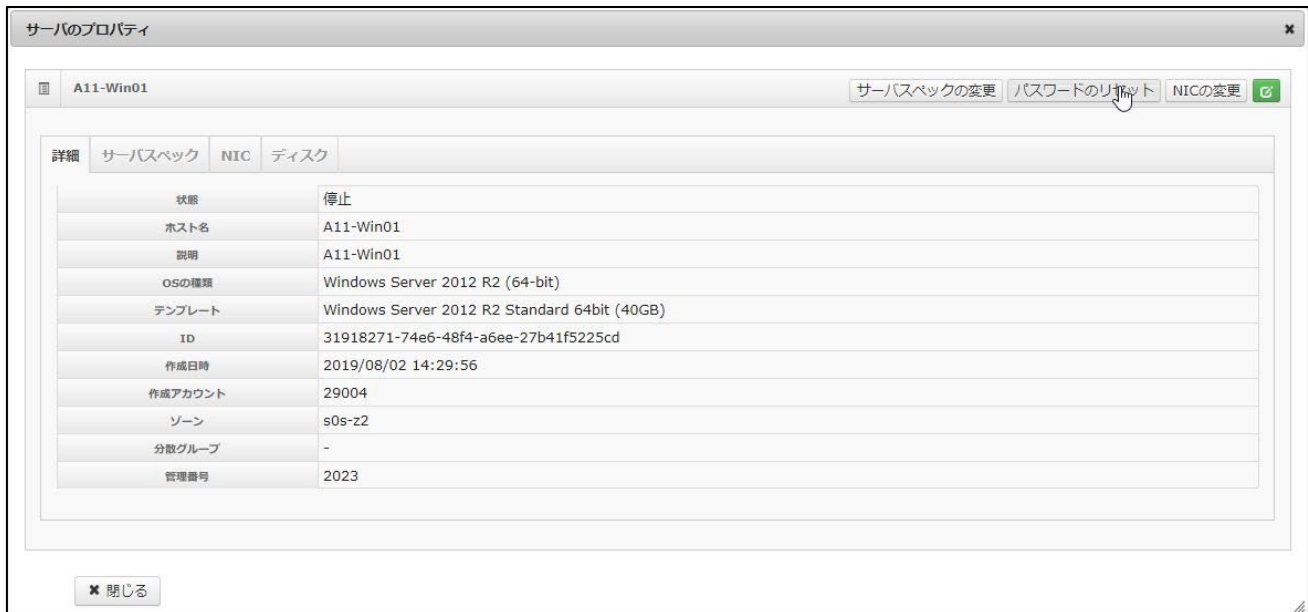 サーバのプロパティ
A11-Win01 サーバスペックの変更 パスワードのリセット NICの変更
詳細 サーバスペック NIC ディスク
状態 停止
ホスト名 A11-Win01
説明 A11-Win01
OSの種類 Windows Server 2012 R2 (64-bit)
テンプレート Windows Server 2012 R2 Standard 64bit (40GB)
ID 31918271-74e6-48f4-a6ee-27b41f5225cd
作成日時 2019/08/02 14:29:56
作成アカウント 29004
ゾーン s0s-z2
分散グループ -
管理番号 2023
閉じる